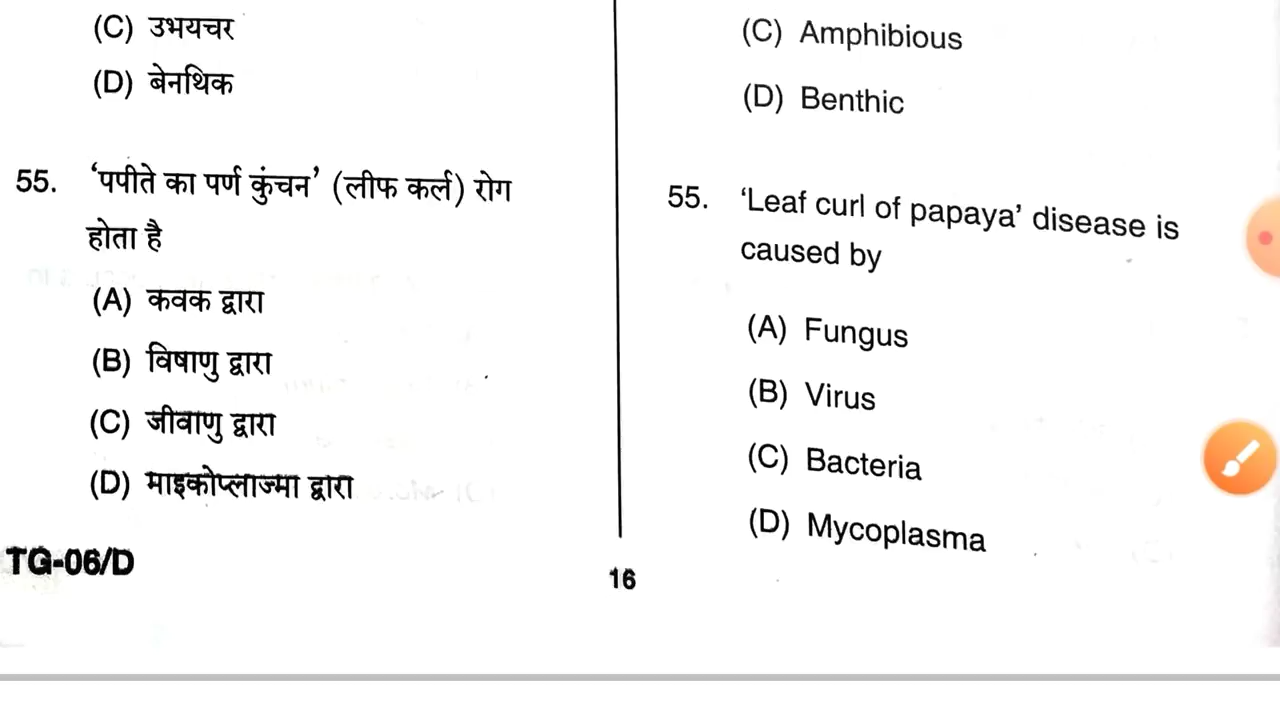 (C) उभयचर
(D) बेनथिक
55. ‘पपीते का पर्ण कुंचन’ (लीफ कर्ल) रोग
होता है
(A) कवक द्वारा
(B) विषाणु द्वारा
(C) जीवाणु द्वारा
(D) माइकोप्लाज्मा द्वारा
TG-06/D
(C) Amphibious
(D) Benthic
55. ‘Leaf curl of papaya’ disease is
caused by
(A) Fungus
(B) Virus
(C) Bacteria
(D) Mycoplasma
16